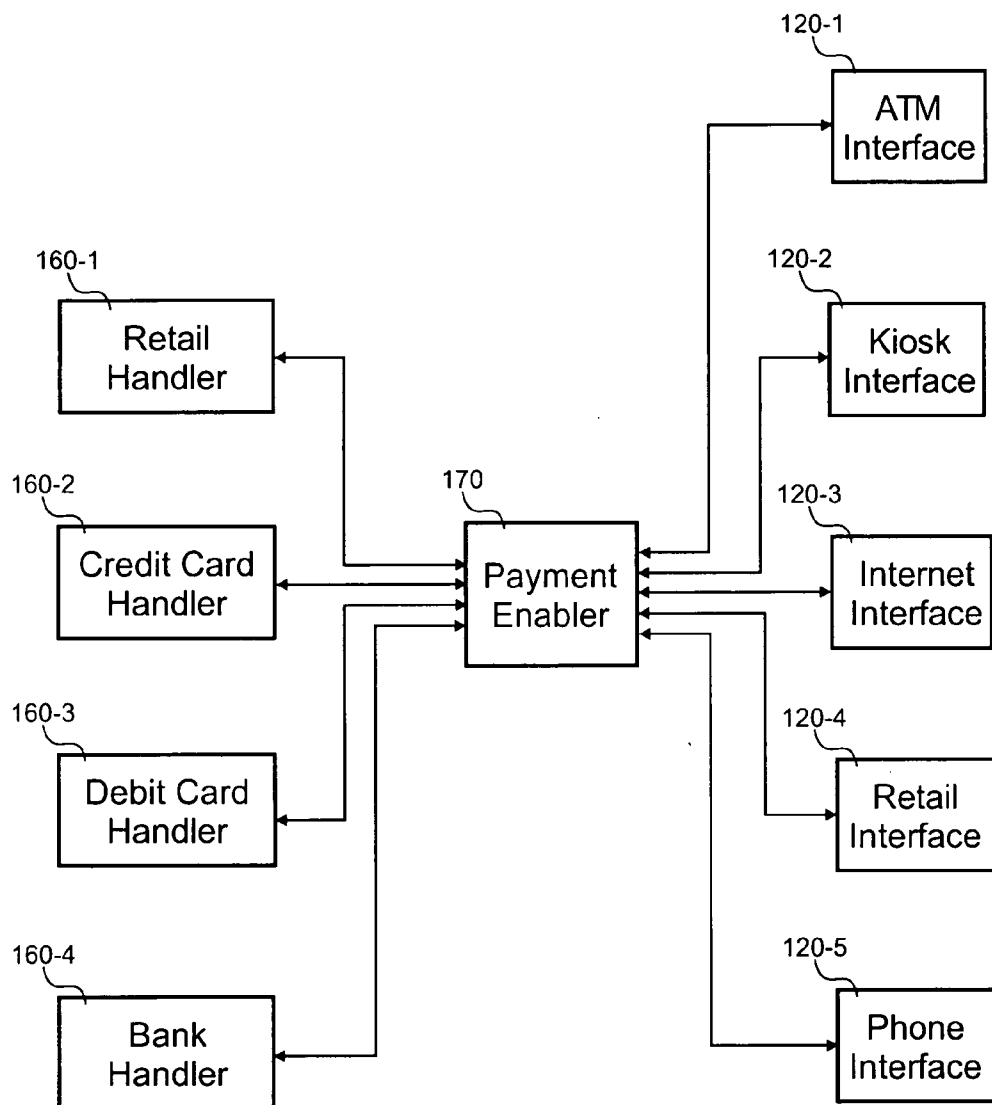 120-1
ATM
Interface
160-1
Retail
Handler
120-2
Kiosk
Interface
160-2
Credit Card
Handler
170
Payment
Enabler
120-3
Internet
Interface
160-3
Debit Card
Handler
120-4
Retail
Interface
160-4
Bank
Handler
120-5
Phone
Interface